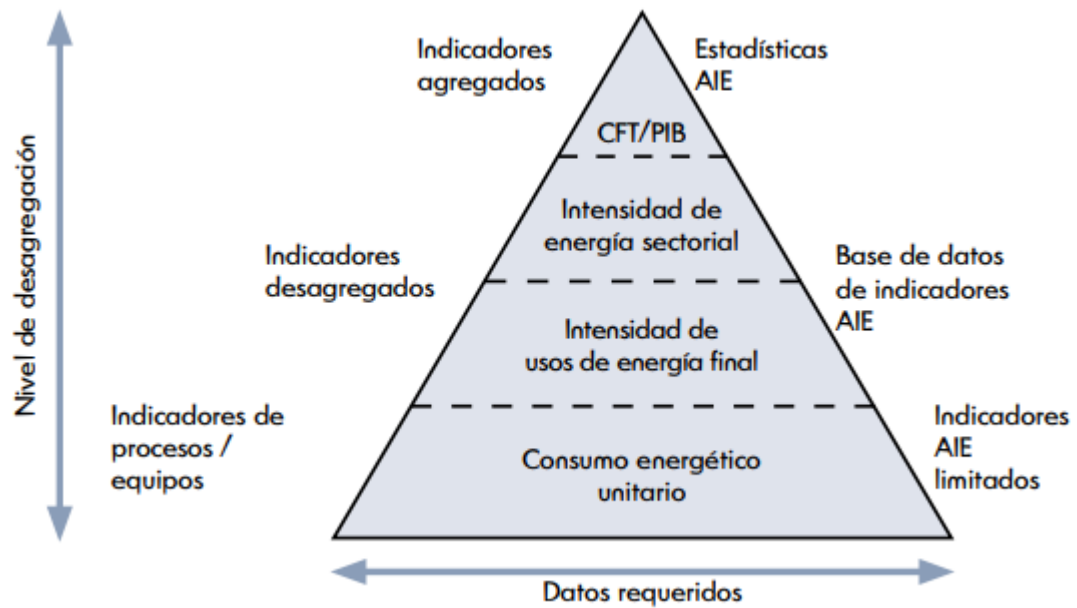 Indicadores
agregados
Estadísticas
AIE
CFT/PIB
Nivel de desagregación
Intensidad de
energía sectorial
Indicadores
desagregados
Base de datos
de indicadores
AIE
Intensidad de
usos de energía final
Indicadores de
procesos /
equipos
Consumo energético
unitario
Indicadores
AIE
limitados
Datos requeridos